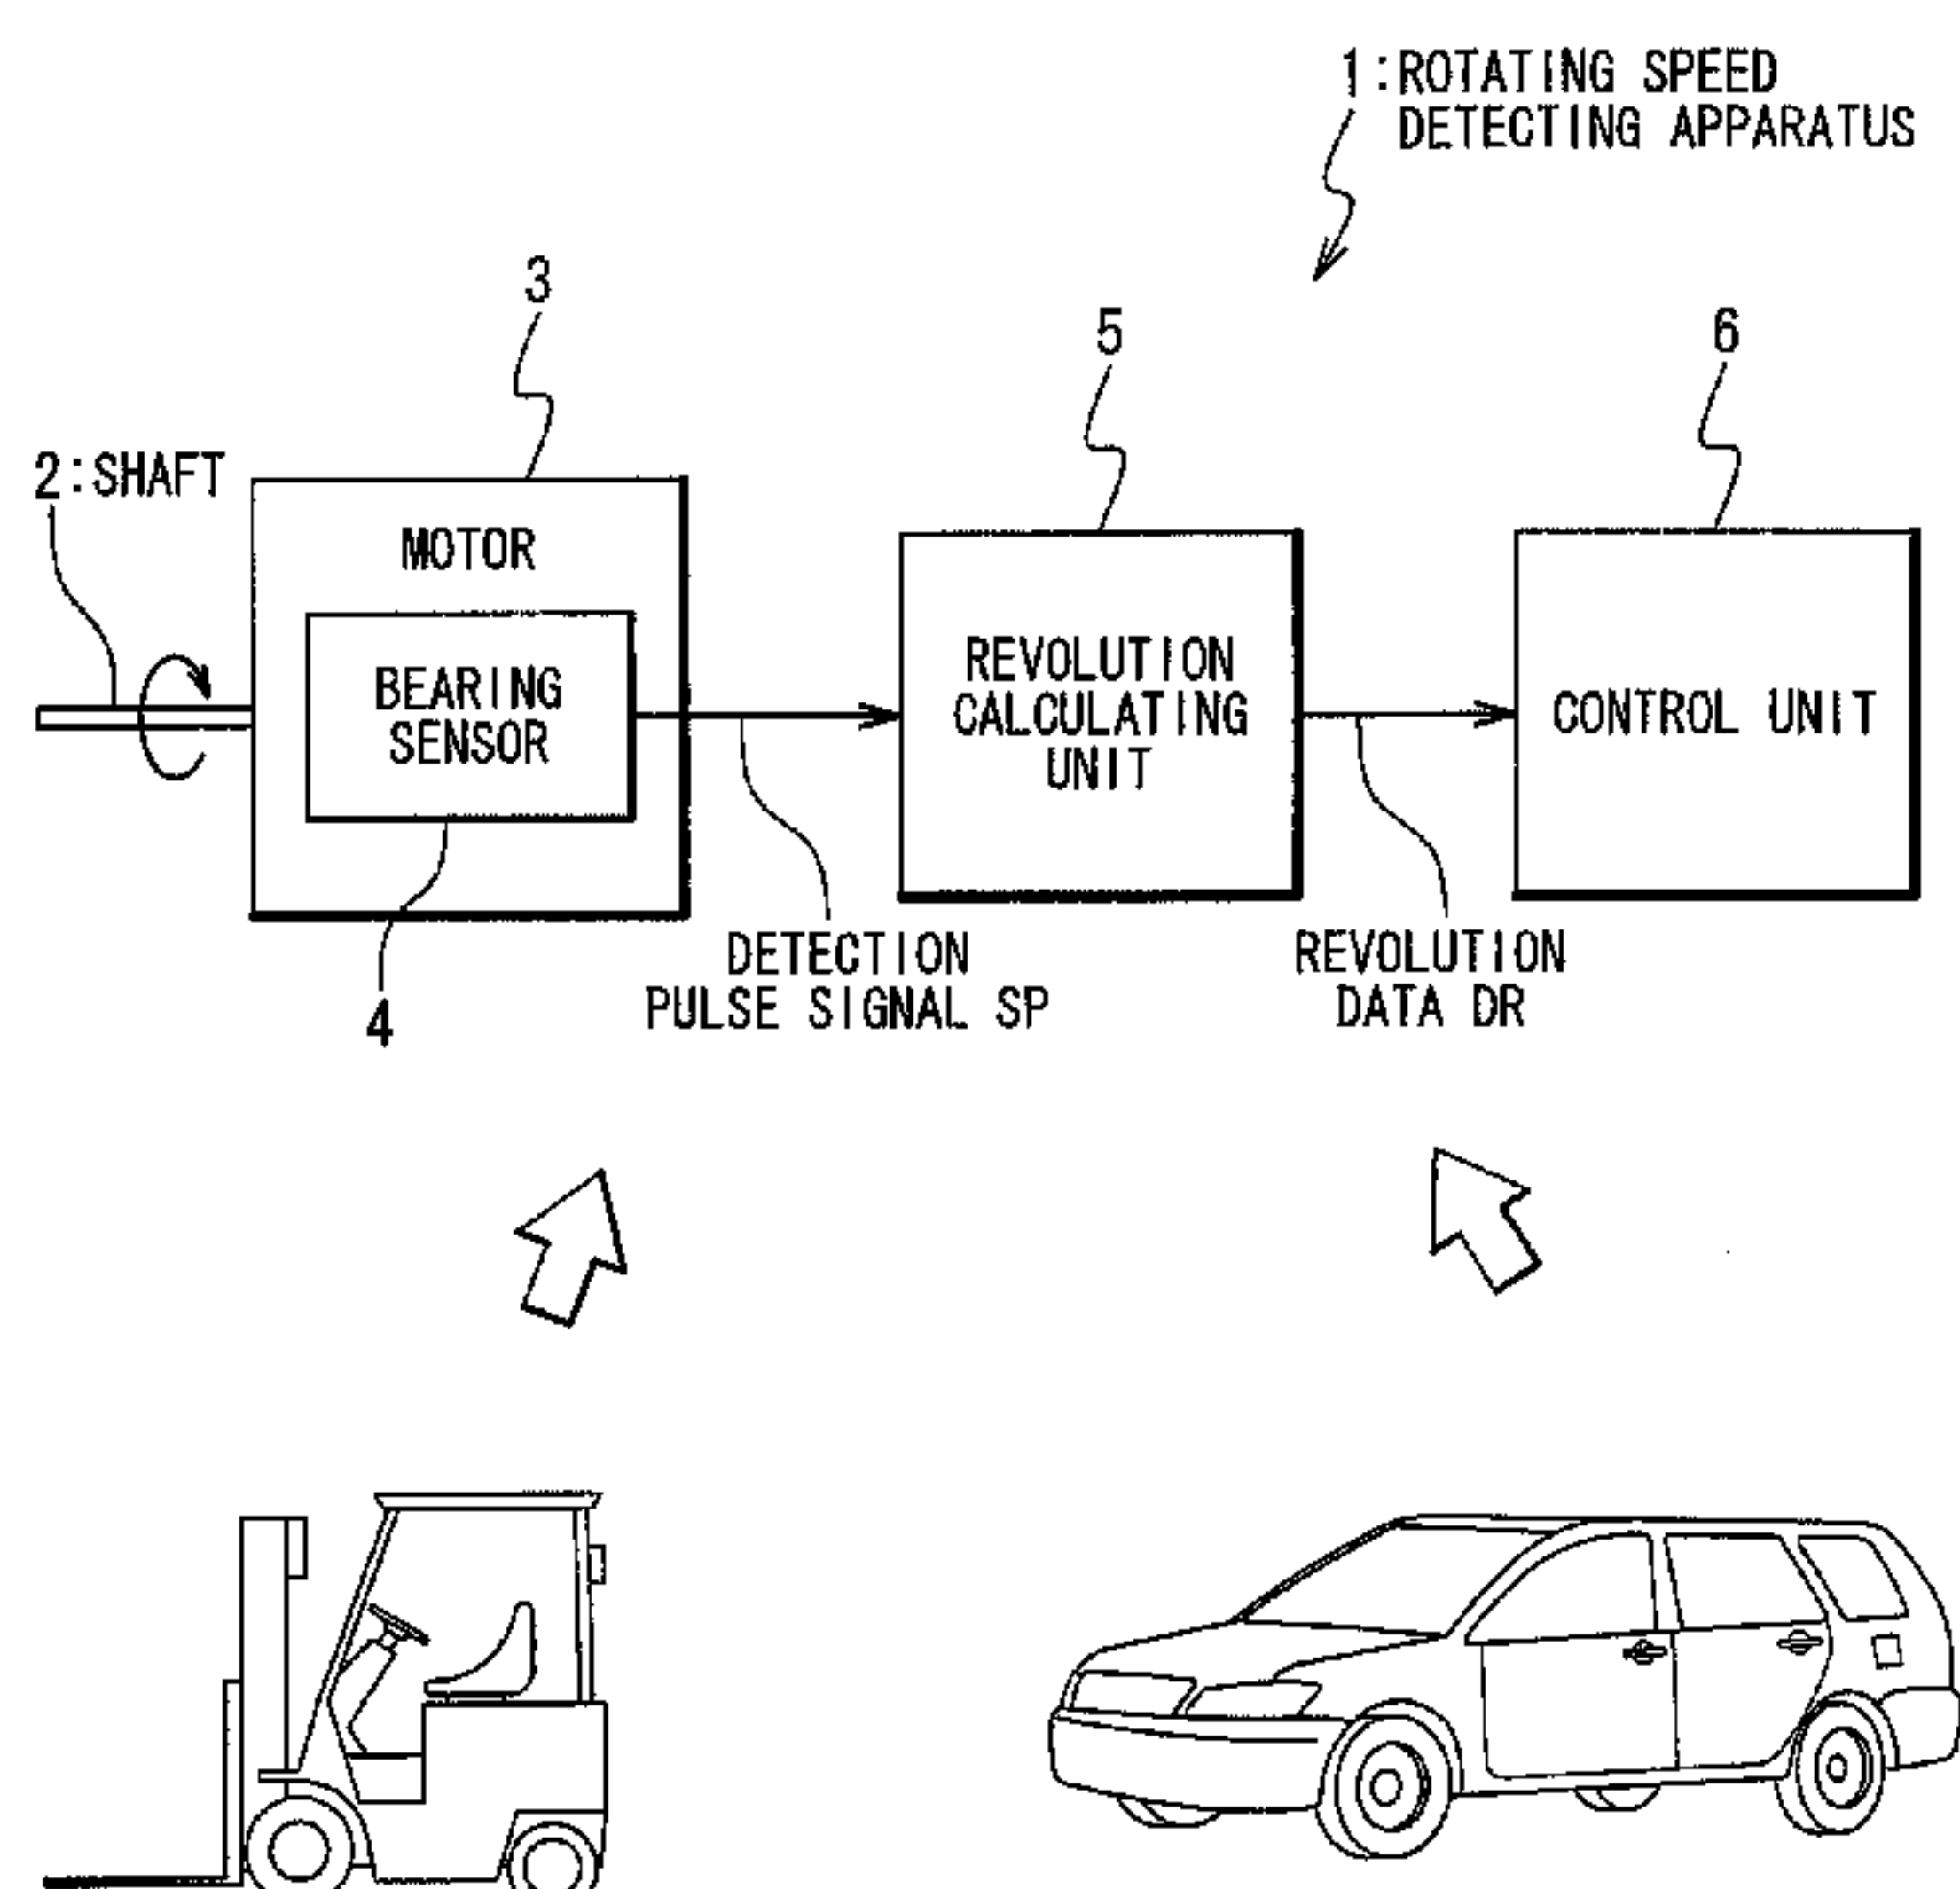 1:ROTATING SPEED
DETECTING APPARATUS
3
5
6
2:SHAFT
MOTOR
BEARING
SENSOR
REVOLUTION
CALCULATING
UNIT
CONTROL UNIT
4
DETECTION
PULSE SIGNAL SP
REVOLUTION
DATA DR